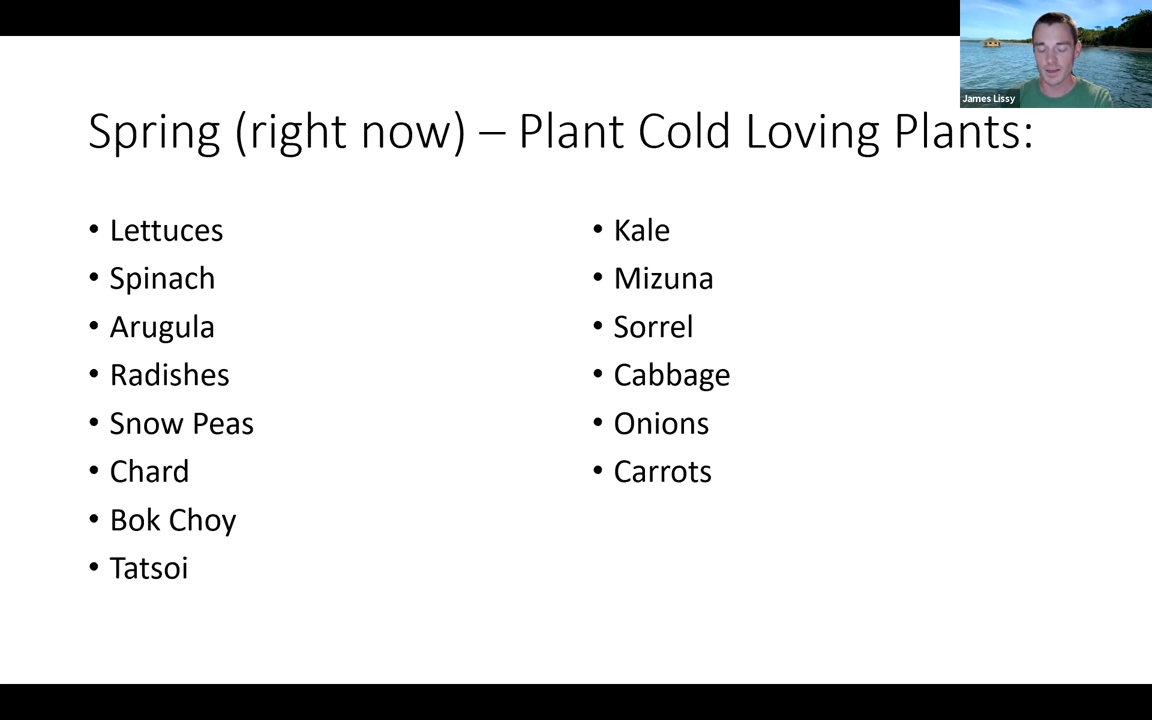 James Lissy
Spring (right now) – Plant Cold Loving Plants:
• Lettuces
• Spinach
• Arugula
• Radishes
• Snow Peas
• Chard
• Bok Choy
• Tatsoi
• Kale
• Mizuna
• Sorrel
• Cabbage
• Onions
• Carrots